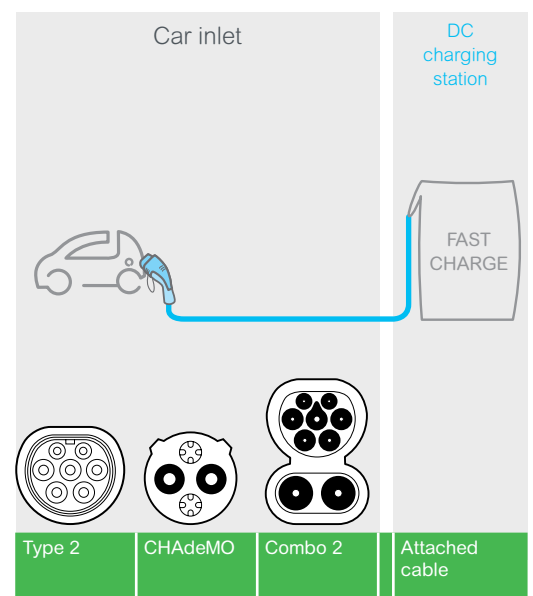 Car inlet
DC
charging
station
FAST
CHARGE
Type 2
CHAdeMO
Combo 2
Attached
cable